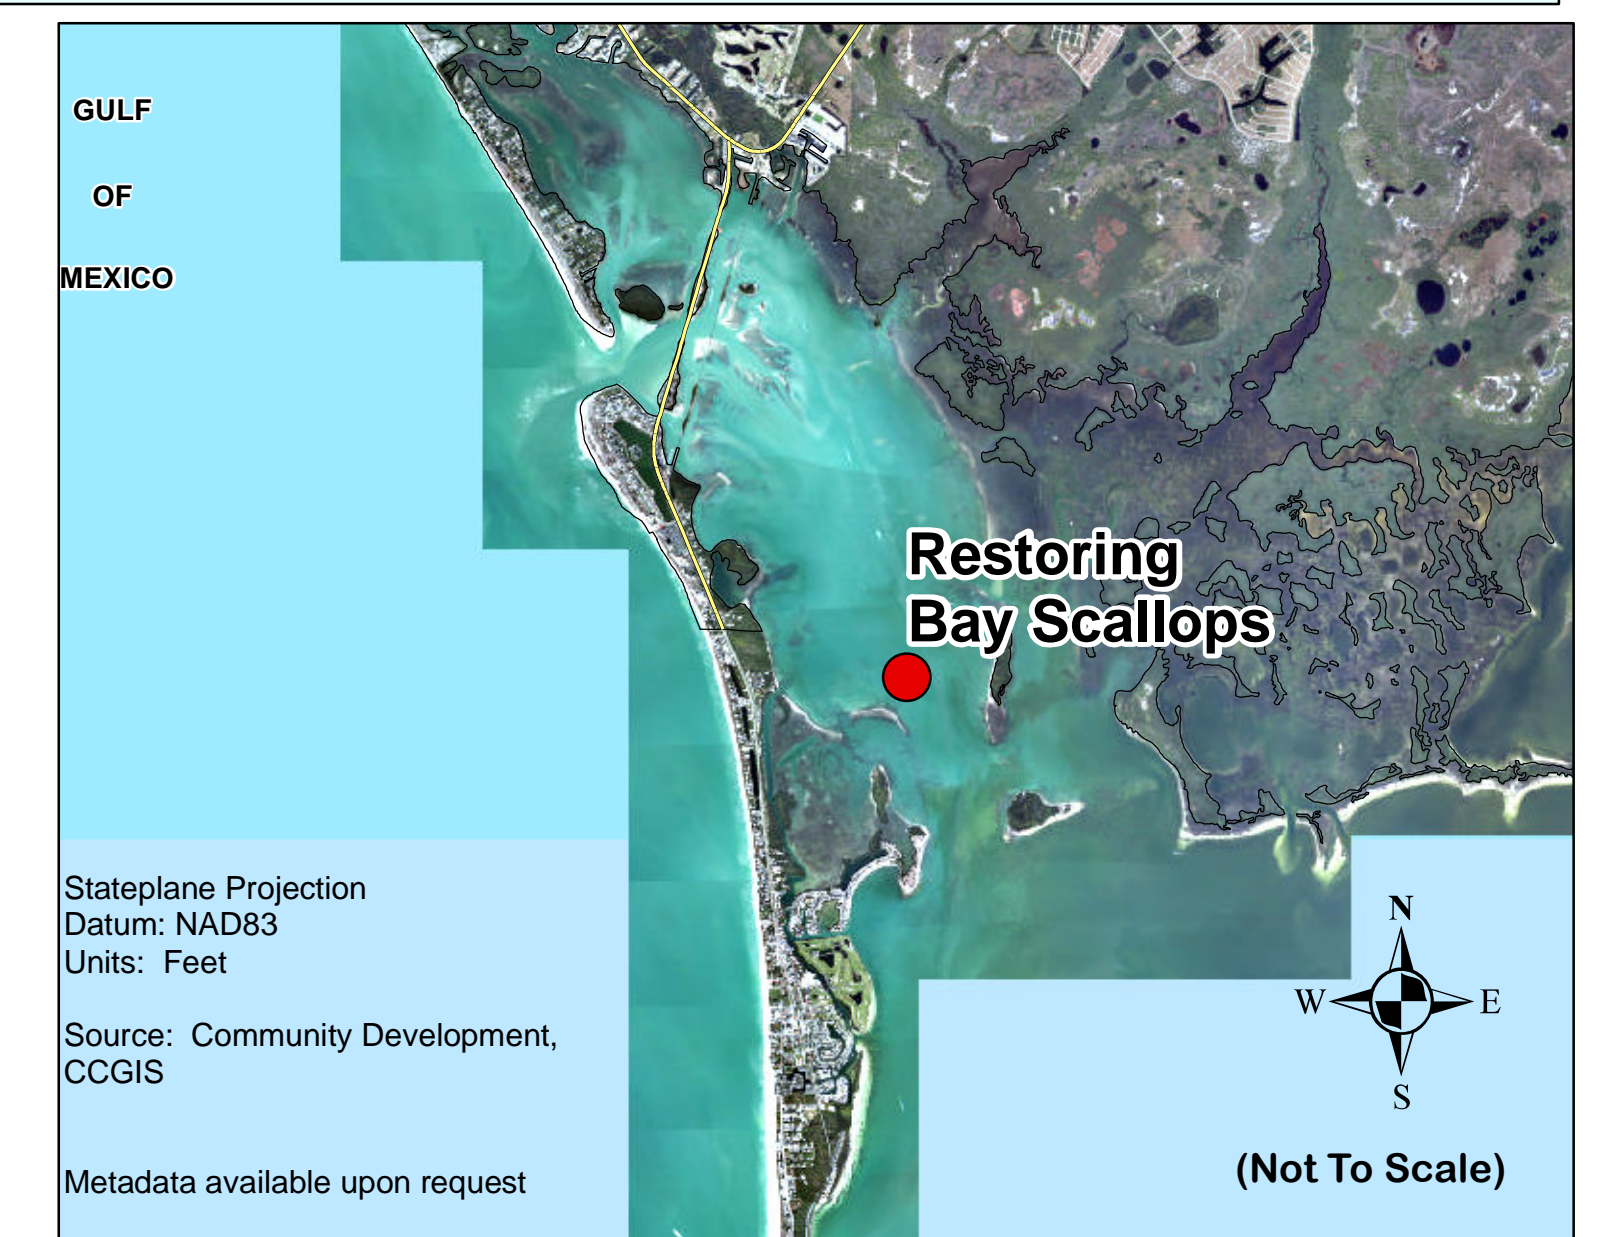 GULF
OF
MEXICO
Restoring
Bay Scallops
Stateplane Projection
Datum: NAD83
Units: Feet
Source: Community Development,
CCGIS
Metadata available upon request
N
W E
S
(Not To Scale)